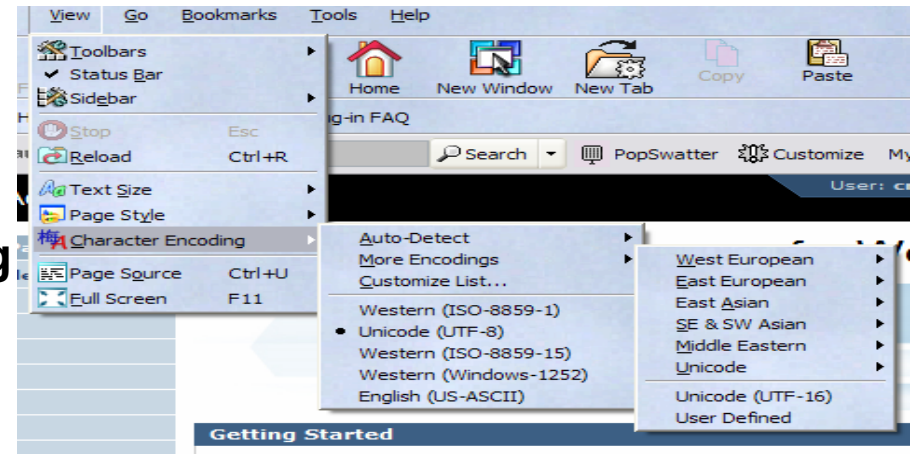 View Go Bookmarks Tools Help
Toolbars
Status Bar
Sidebar
Home New Window New Tab Copy Paste
g-in FAQ
Stop Esc
Reload Ctrl+R
Search PopSwatter Customize My
User:
Text Size
Page Style
Character Encoding
Page Source Ctrl+U
Full Screen F11
Auto-Detect
More Encodings
Customize List...
Western (ISO-8859-1)
Unicode (UTF-8)
Western (ISO-8859-15)
Western (Windows-1252)
English (US-ASCII)
West European
East European
East Asian
SE & SW Asian
Middle Eastern
Unicode
Unicode (UTF-16)
User Defined
Getting Started